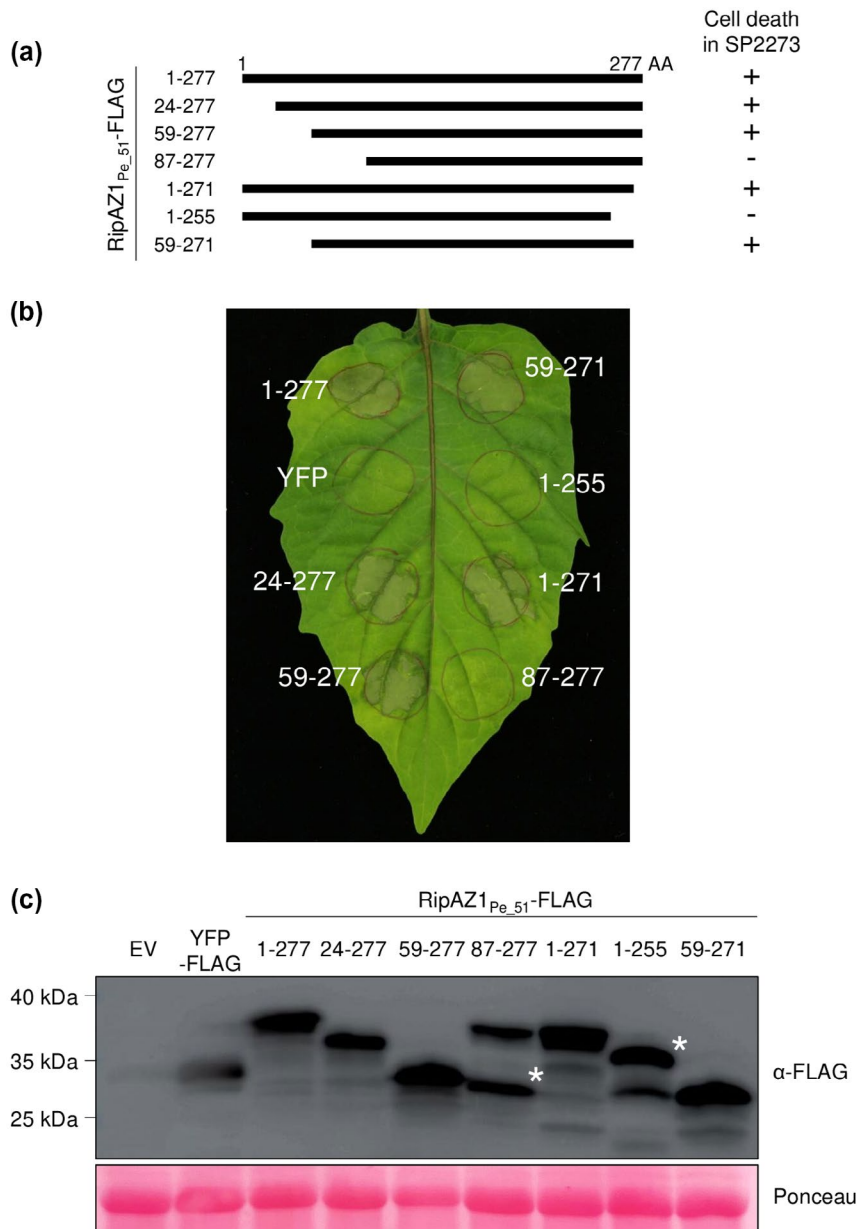 (a)
Cell death
in SP2273
1 277 AA
RipAZ1Pe_51-FLAG
1-277 +
24-277 +
59-277 +
87-277 -
1-271 +
1-255 -
59-271 +
(b)
1-277 59-271
YFP 1-255
24-277 1-271
59-277 87-277
(c)
RipAZ1Pe_51-FLAG
EV YFP
-FLAG 1-277 24-277 59-277 87-277 1-271 1-255 59-271
40 kDa
*
35 kDa
*
α-FLAG
25 kDa
Ponceau